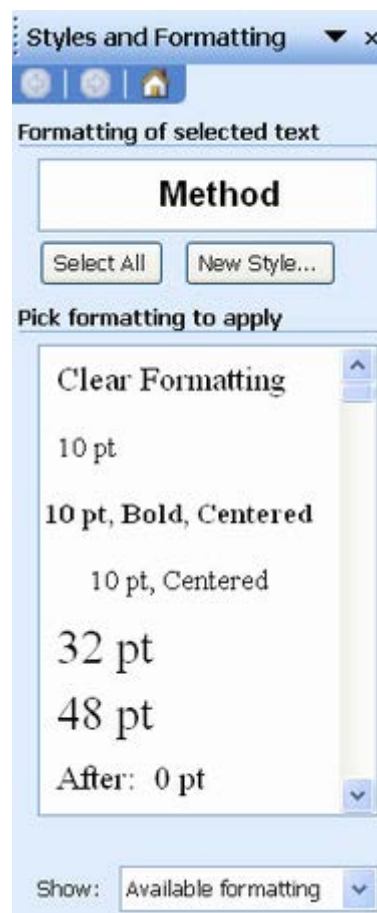 Styles and Formatting
Formatting of selected text
Method
Select All New Style...
Pick formatting to apply
Clear Formatting
10 pt
10 pt, Bold, Centered
10 pt, Centered
32 pt
48 pt
After: 0 pt
Show: Available formatting